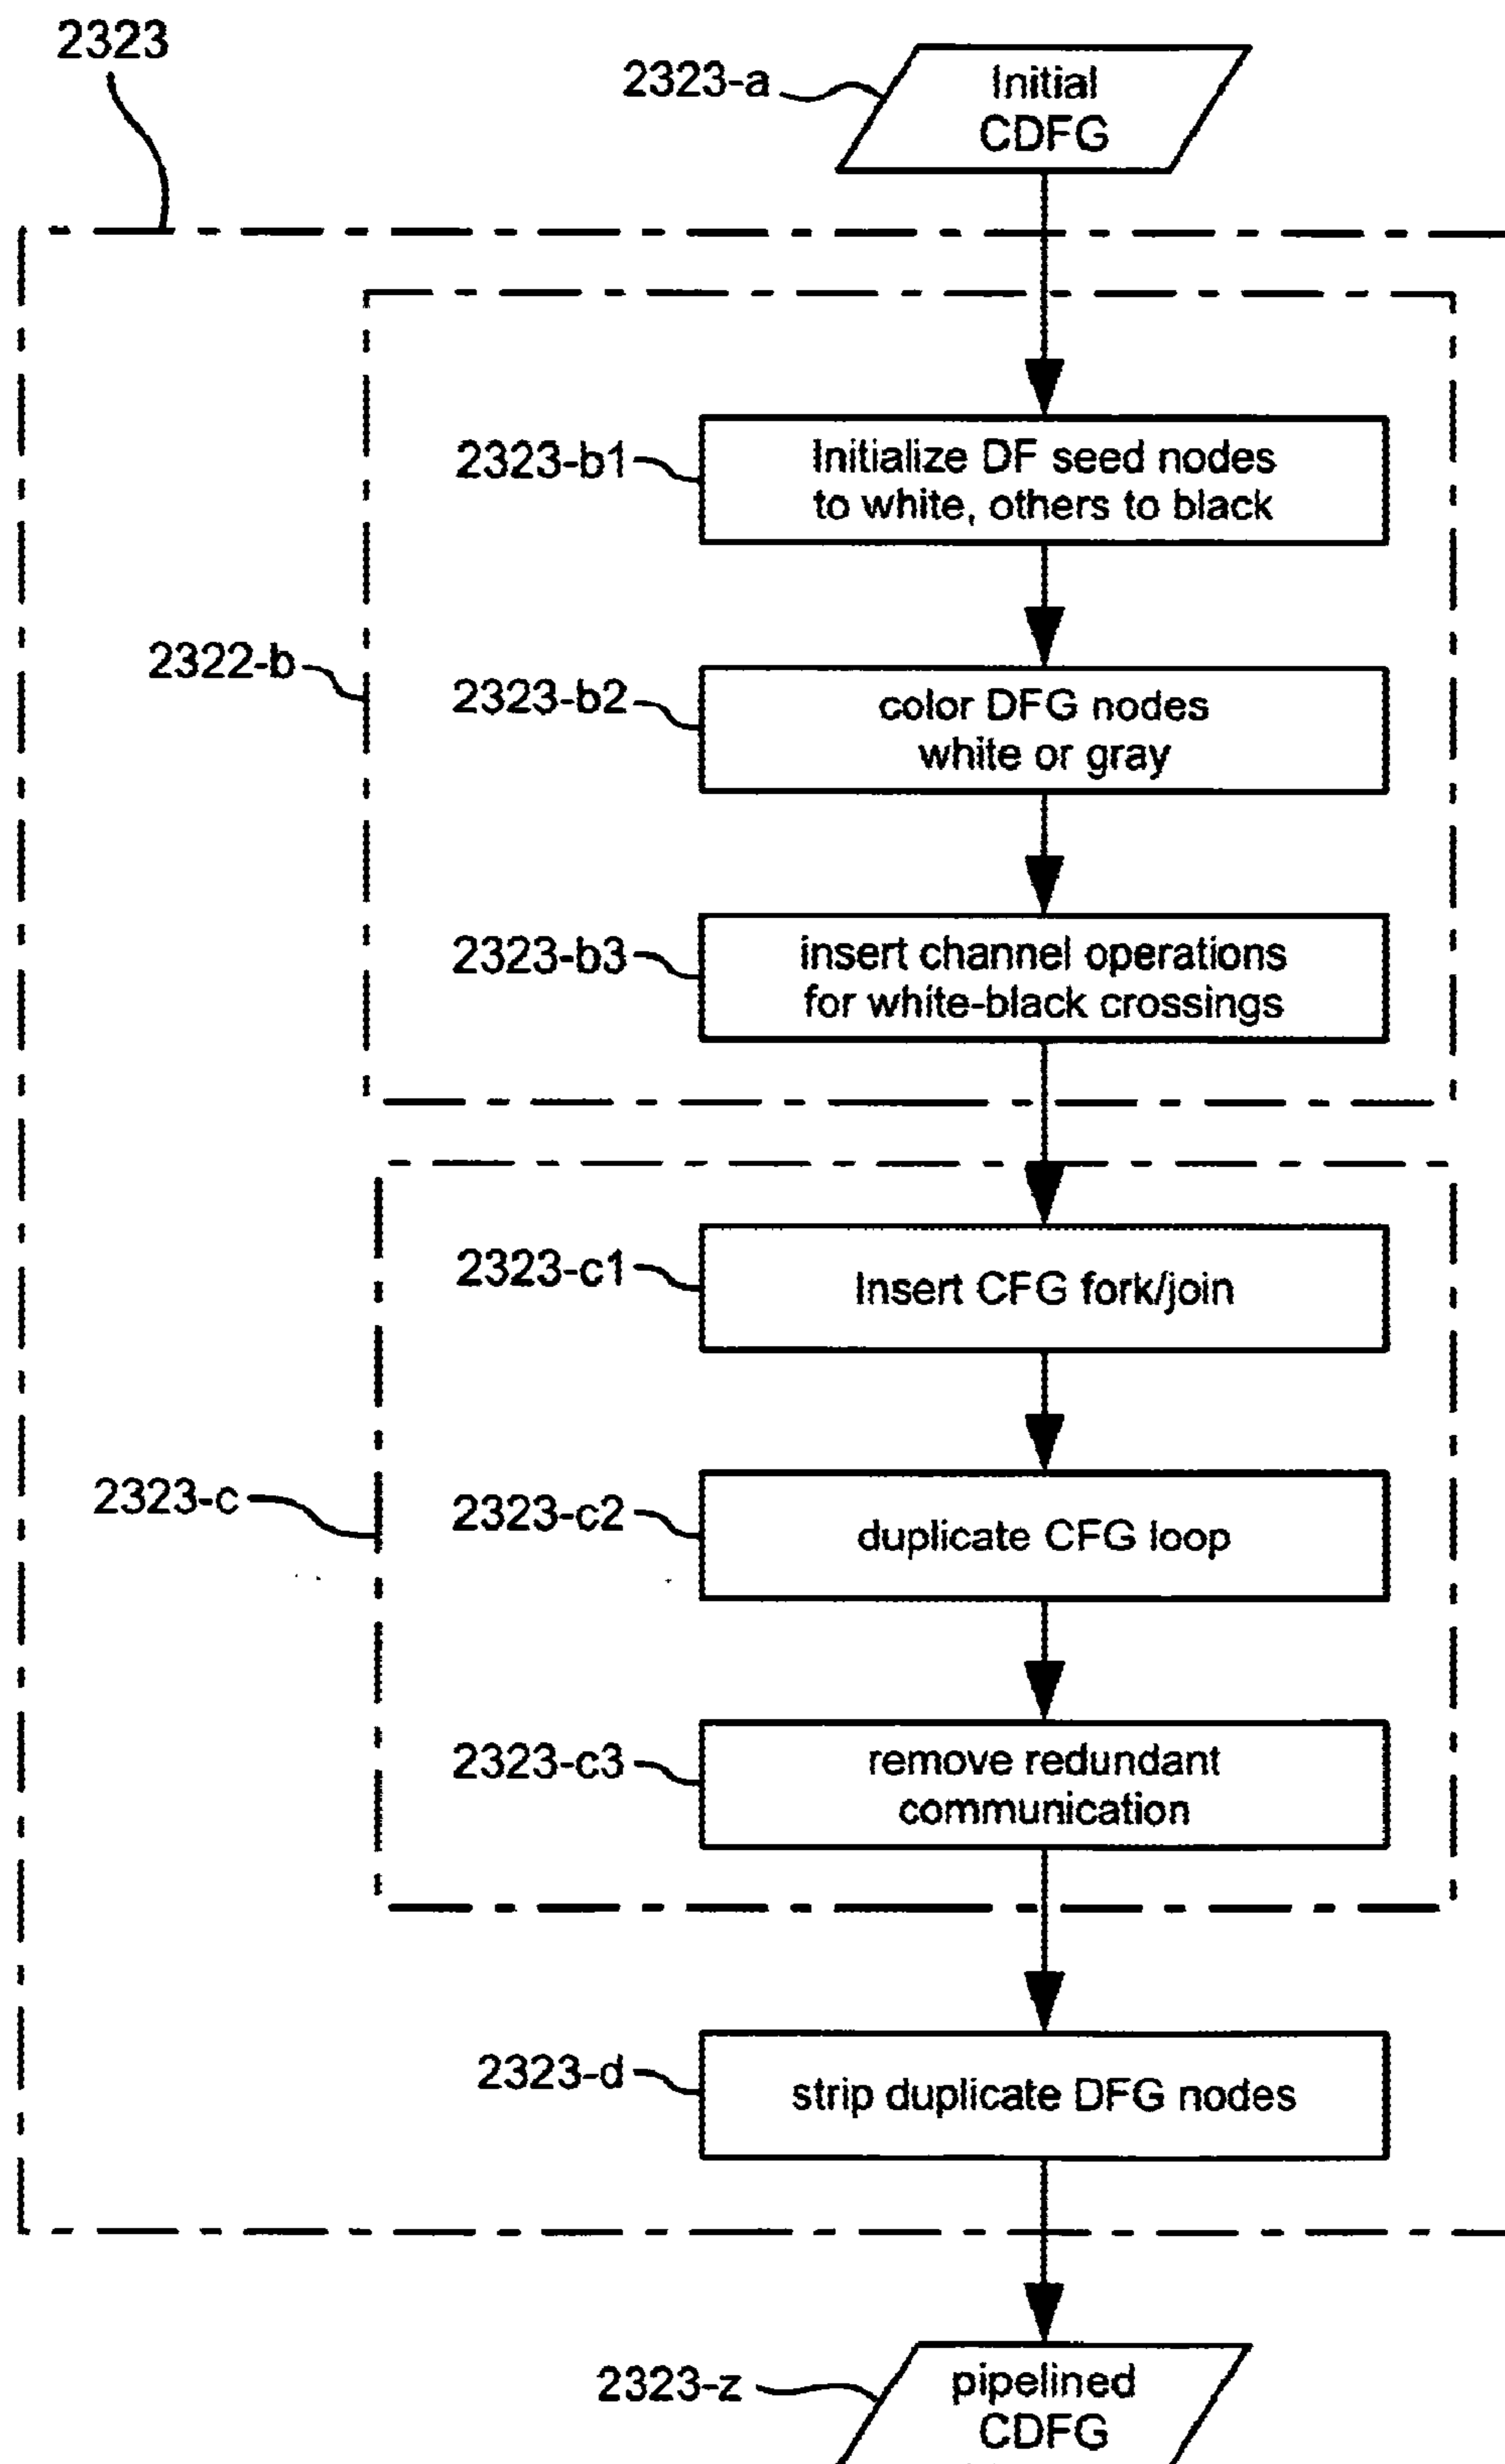 2323
2323-a
Initial
CDFG
2323-b1
Initialize DF seed nodes
to white, others to black
2322-b
2323-b2
color DFG nodes
white or gray
2323-b3
insert channel operations
for white-black crossings
2323-c1
Insert CFG fork/join
2323-c
2323-c2
duplicate CFG loop
2323-c3
remove redundant
communication
2323-d
strip duplicate DFG nodes
2323-z
pipelined
CDFG